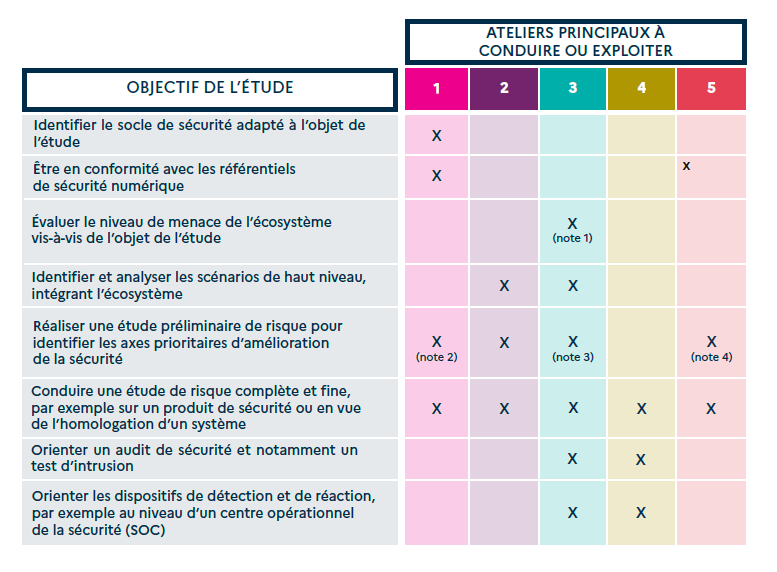 ATELIERS PRINCIPAUX À
CONDUIRE OU EXPLOITER
OBJECTIF DE L'ÉTUDE
1
2
3
4
5
Identifier le socle de sécurité adapté à l'objet de
l'étude
X
Être en conformité avec les référentiels
de sécurité numérique
X
X
Évaluer le niveau de menace de l'écosystème
vis-à-vis de l'objet de l'étude
X
(note 1)
Identifier et analyser les scénarios de haut niveau,
intégrant l'écosystème
X
X
Réaliser une étude préliminaire de risque pour
identifier les axes prioritaires d'amélioration
de la sécurité
X
(note 2)
X
X
(note 3)
X
(note 4)
Conduire une étude de risque complète et fine,
par exemple sur un produit de sécurité ou en vue
de l'homologation d'un système
X
X
X
X
X
Orienter un audit de sécurité et notamment un
test d'intrusion
X
X
Orienter les dispositifs de détection et de réaction,
par exemple au niveau d'un centre opérationnel
de la sécurité (SOC)
X
X